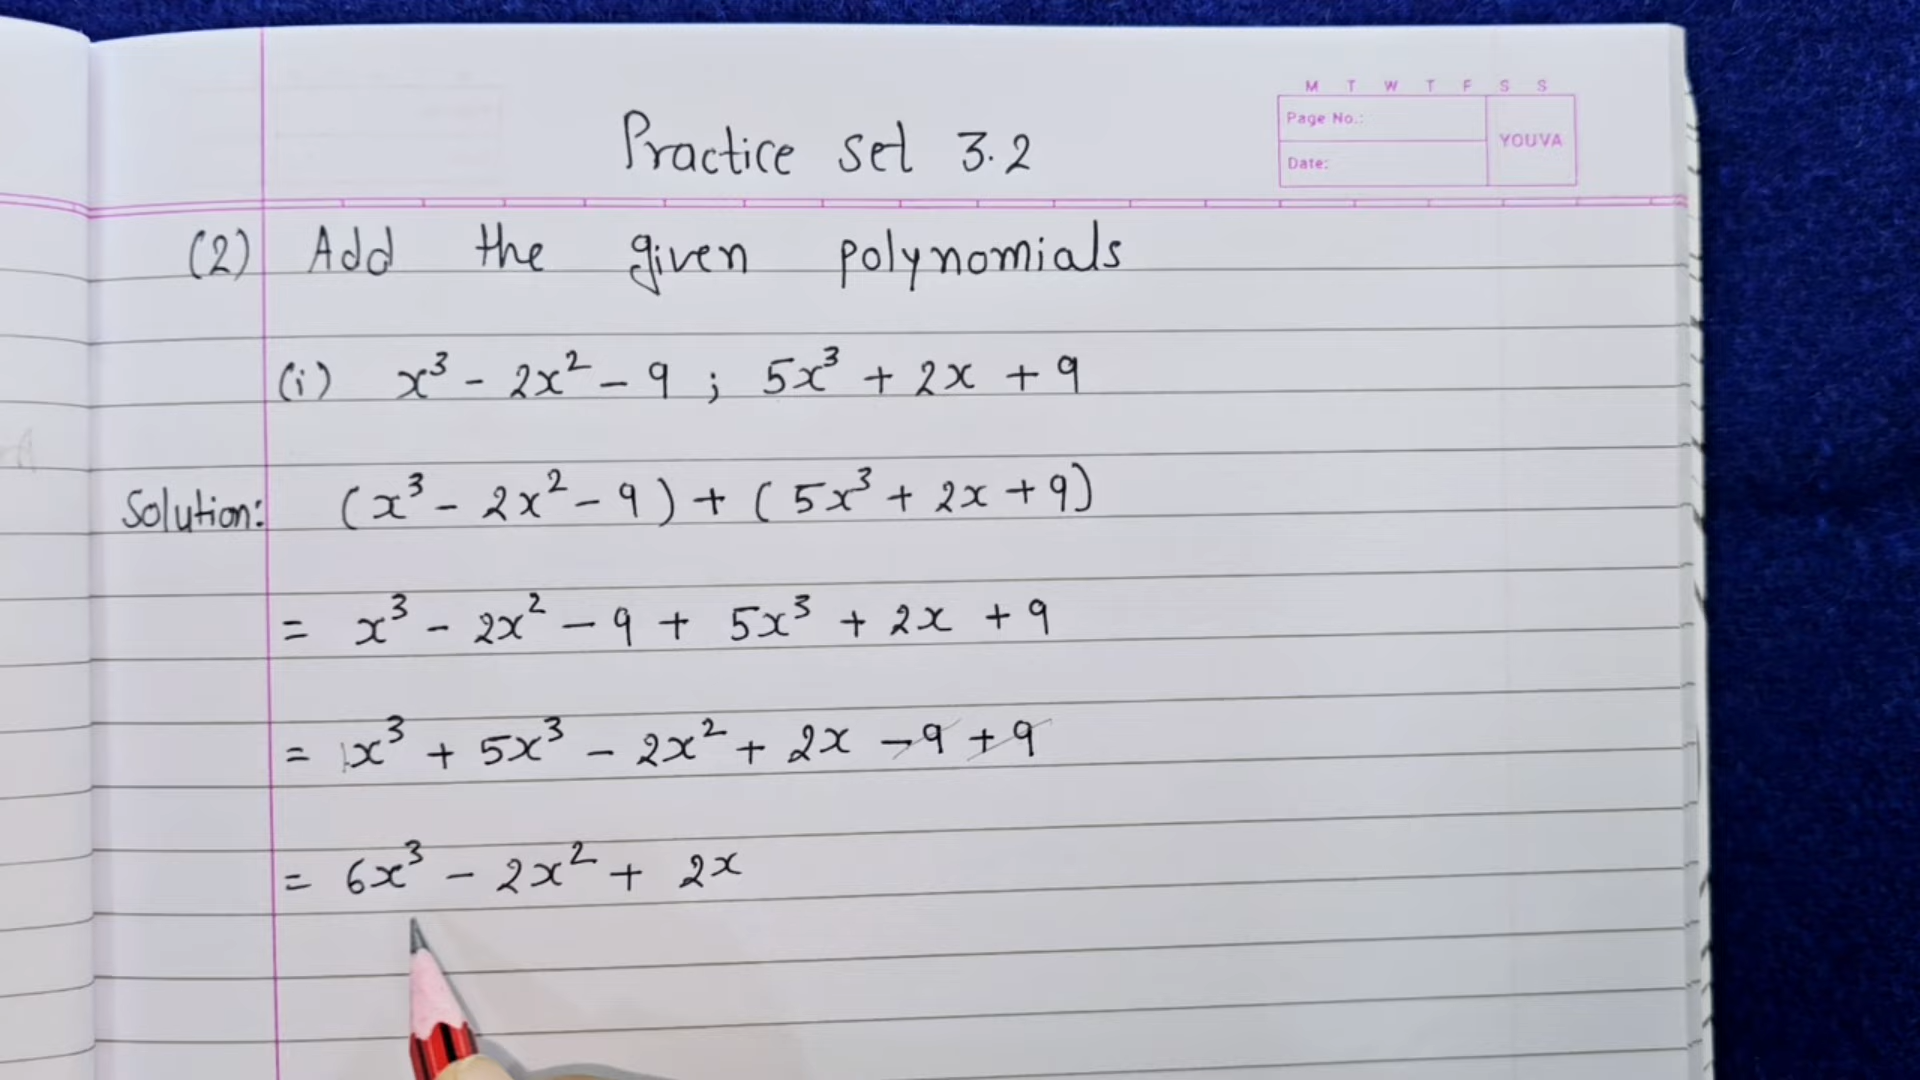 M T W T F S S
Page No.:
YOUVA
Date:
Practice set 3.2
(2) Add the given polynomials
(i) x³ - 2x² - 9 ; 5x³ + 2x + 9
Solution: (x³ - 2x² - 9) + (5x³ + 2x + 9)
= x³ - 2x² - 9 + 5x³ + 2x + 9
= 1x³ + 5x³ - 2x² + 2x - 9 + 9
= 6x³ - 2x² + 2x